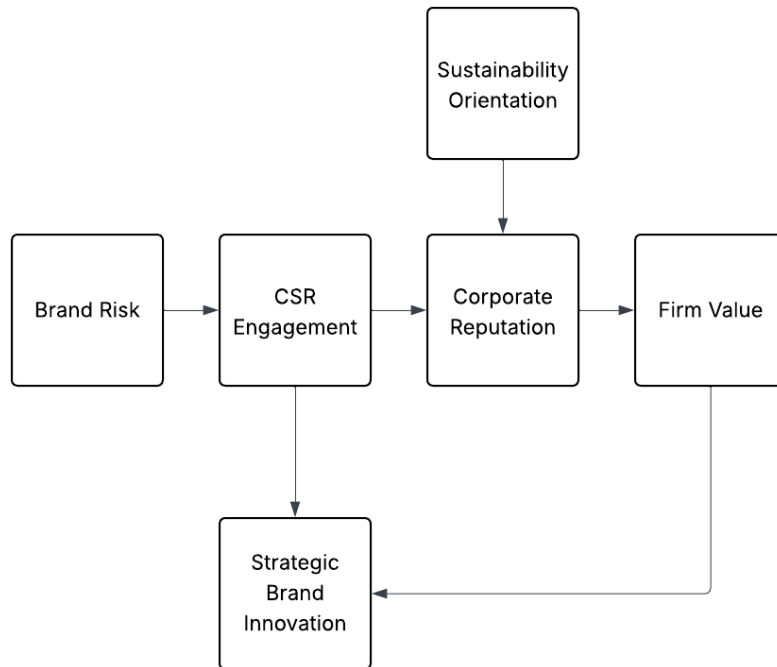 Sustainability
Orientation
Brand Risk
CSR
Engagement
Corporate
Reputation
Firm Value
Strategic
Brand
Innovation